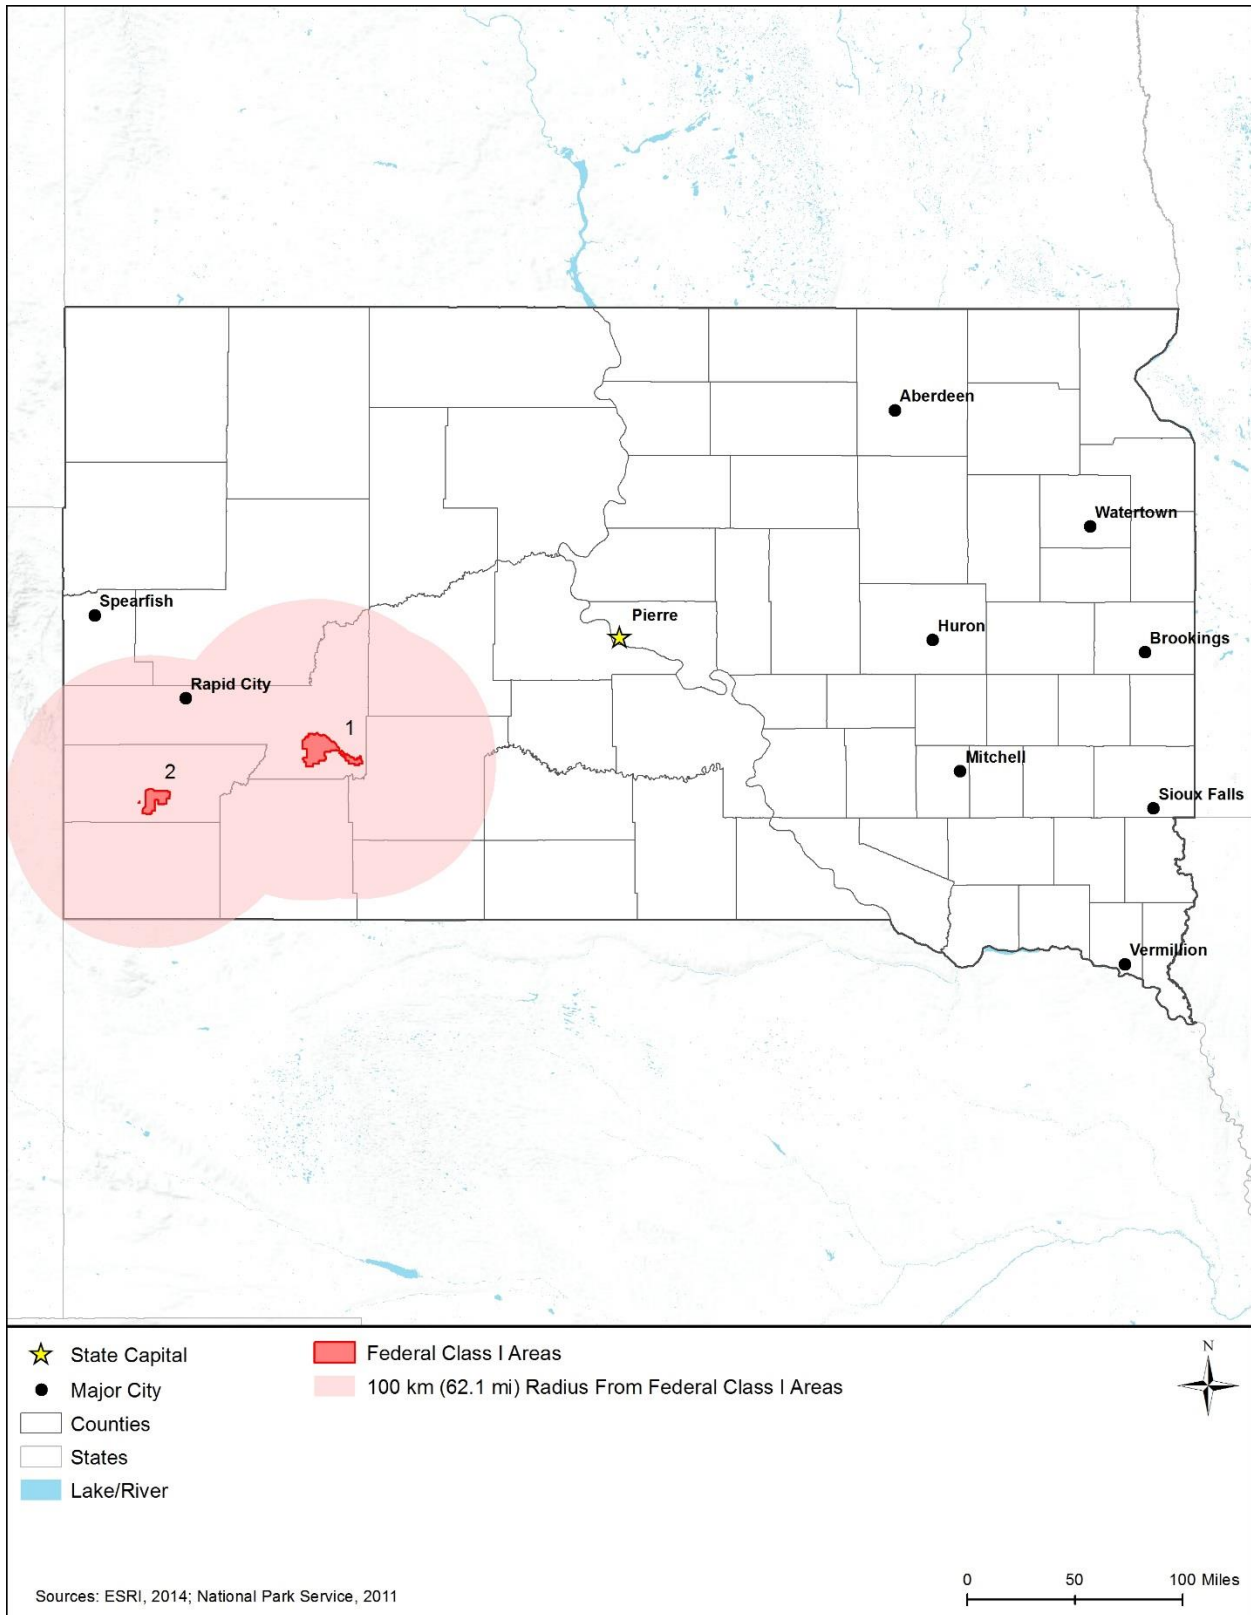 Aberdeen
Watertown
Spearfish
Pierre
Huron
Brookings
Rapid City
1
Mitchell
2
Sioux Falls
Vermillion
State Capital
Major City
Counties
States
Lake/River
Federal Class I Areas
100 km (62.1 mi) Radius From Federal Class I Areas
N
Sources: ESRI, 2014; National Park Service, 2011
0 50 100 Miles